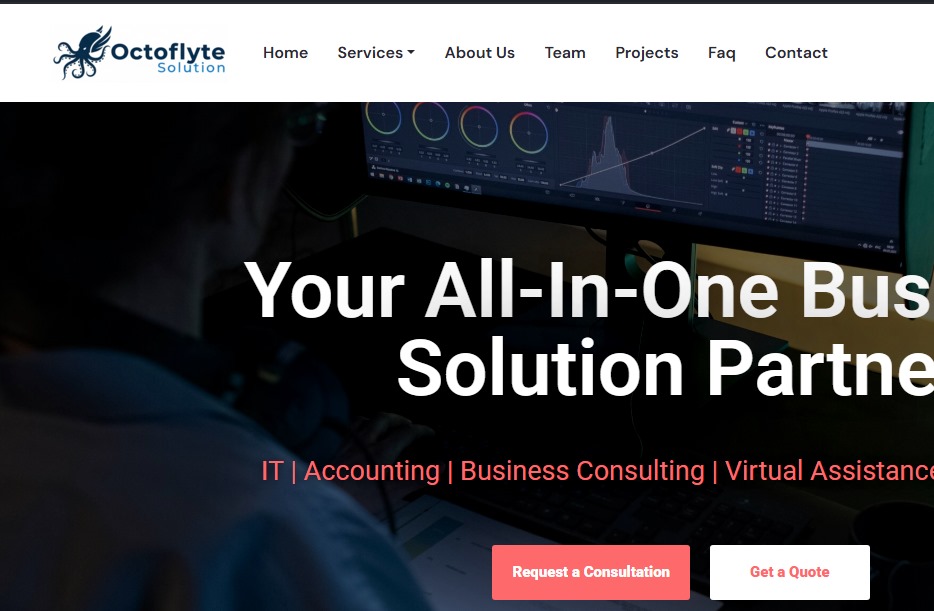 Octoflyte
Solution
Home
Services
About Us
Team
Projects
Faq
Contact
Your All-In-One Bus
Solution Partne
IT | Accounting | Business Consulting | Virtual Assistance
Request a Consultation
Get a Quote